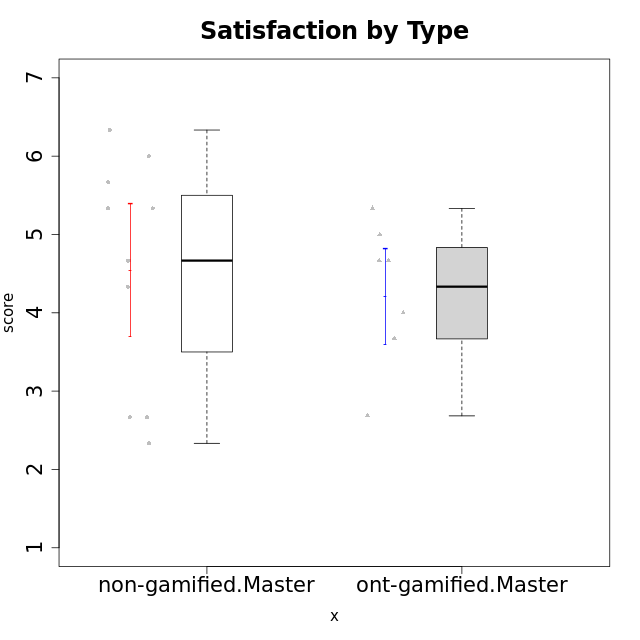 Satisfaction by Type
7
6
5
4
3
2
1
score
non-gamified.Master ont-gamified.Master
x